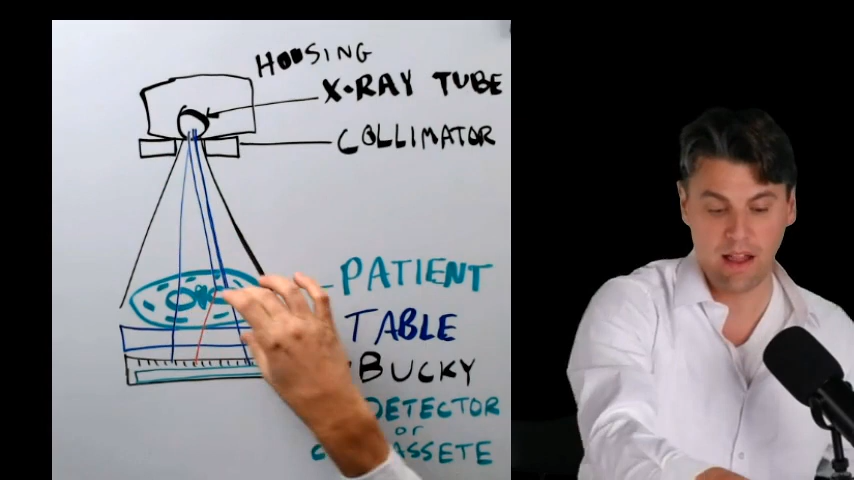 HOUSING
X-RAY TUBE
COLLIMATOR
PATIENT
TABLE
BUCKY
DETECTOR
or